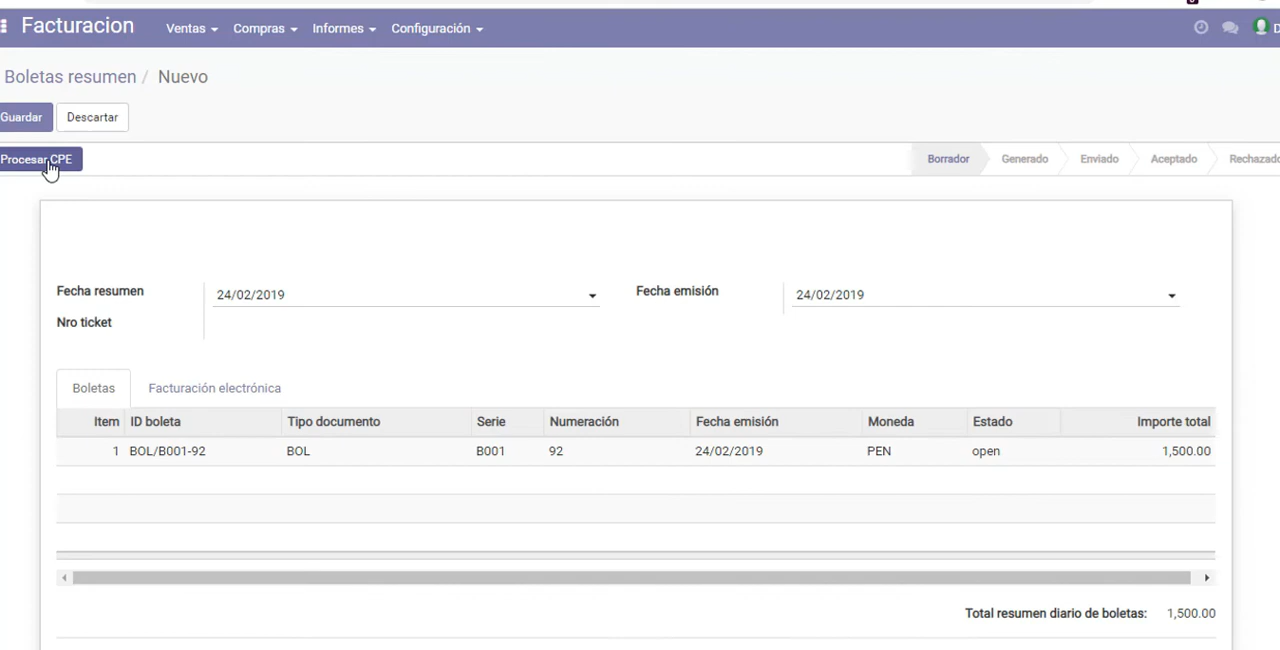 Facturacion Ventas Compras Informes Configuración D
Boletas resumen / Nuevo
Guardar Descartar
Procesar CPE Borrador Generado Enviado Aceptado Rechazado
Fecha resumen 24/02/2019 Fecha emisión 24/02/2019
Nro ticket
Boletas Facturación electrónica
Item ID boleta Tipo documento Serie Numeración Fecha emisión Moneda Estado Importe total
1 BOL/B001-92 BOL B001 92 24/02/2019 PEN open 1,500.00
Total resumen diario de boletas: 1,500.00